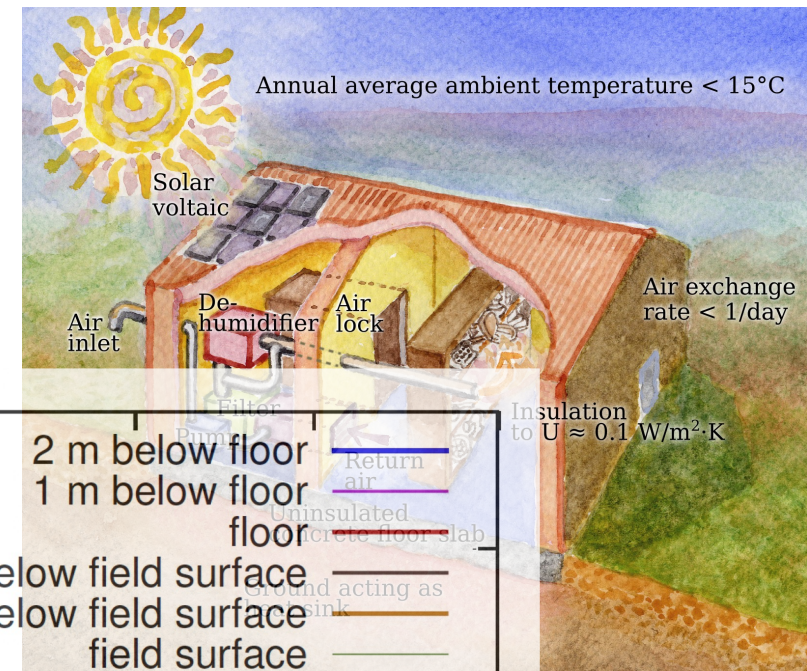 Annual average ambient temperature < 15°C
Solar
voltaic
Air exchange
rate < 1/day
De-
humidifier
Air
lock
Air
inlet
Filter
Pump
Insulation
to U ≈ 0.1 W/m²·K
2 m below floor
Return
air
1 m below floor
Uninsulated
concrete floor slab
floor
elow field surface
Ground acting as
heat sink
elow field surface
field surface